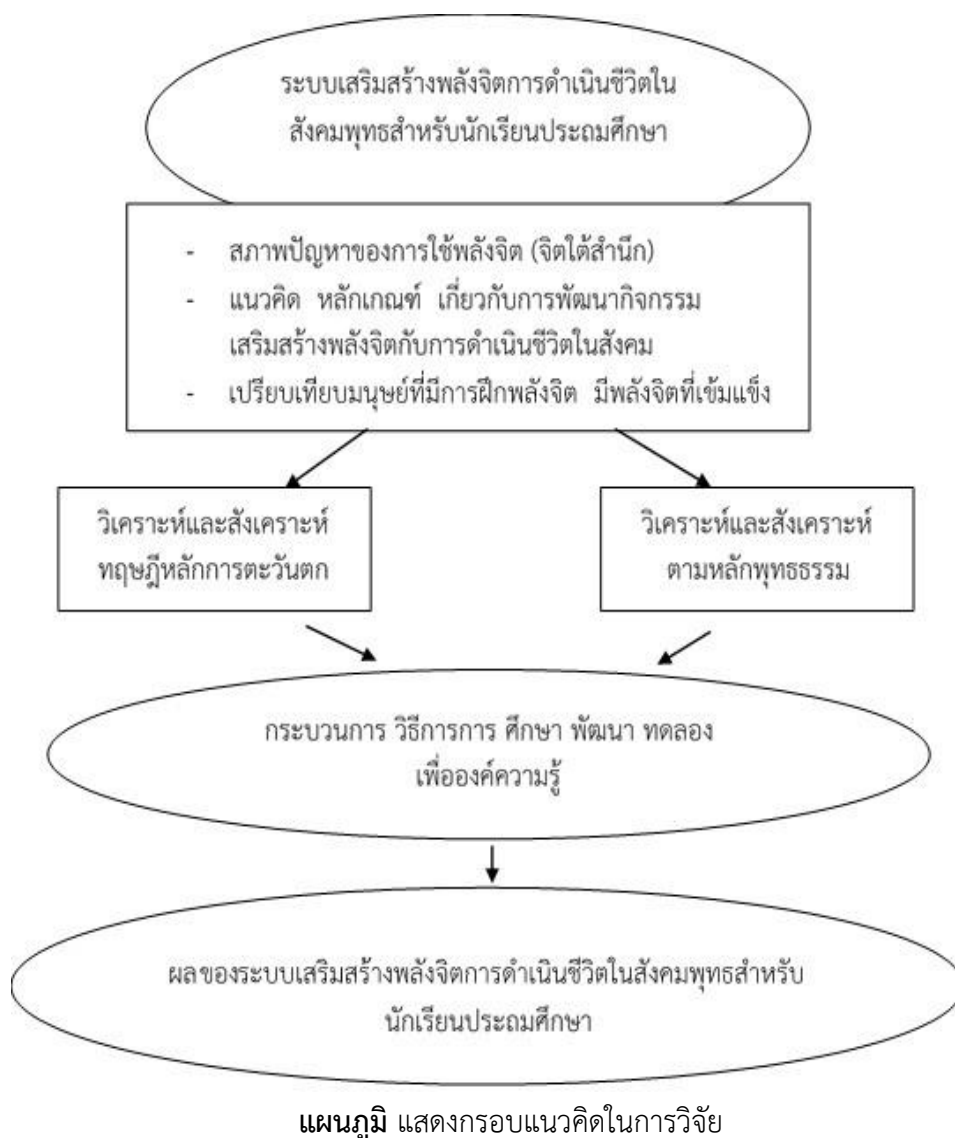 ระบบเสริมสร้างพลังจิตการดำเนินชีวิตใน
สังคมพุทธสำหรับนักเรียนประถมศึกษา
- สภาพปัญหาของการใช้พลังจิต (จิตใต้สำนึก)
- แนวคิด หลักเกณฑ์ เกี่ยวกับการพัฒนากิจกรรม
เสริมสร้างพลังจิตกับการดำเนินชีวิตในสังคม
- เปรียบเทียบมนุษย์ที่มีการฝึกพลังจิต มีพลังจิตที่เข้มแข็ง
วิเคราะห์และสังเคราะห์
ทฤษฎีหลักการตะวันตก
วิเคราะห์และสังเคราะห์
ตามหลักพุทธธรรม
กระบวนการ วิธีการการ ศึกษา พัฒนา ทดลอง
เพื่อองค์ความรู้
ผลของระบบเสริมสร้างพลังจิตการดำเนินชีวิตในสังคมพุทธสำหรับ
นักเรียนประถมศึกษา
แผนภูมิ แสดงกรอบแนวคิดในการวิจัย